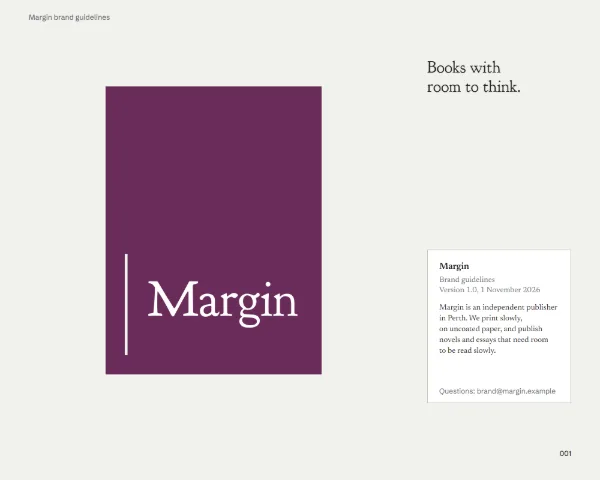 Margin brand guidelines
Books with
room to think.
Margin
Margin
Brand guidelines
Version 1.0, 1 November 2026
Margin is an independent publisher
in Perth. We print slowly,
on uncoated paper, and publish
novels and essays that need room
to be read slowly.
Questions: brand@margin.example
001